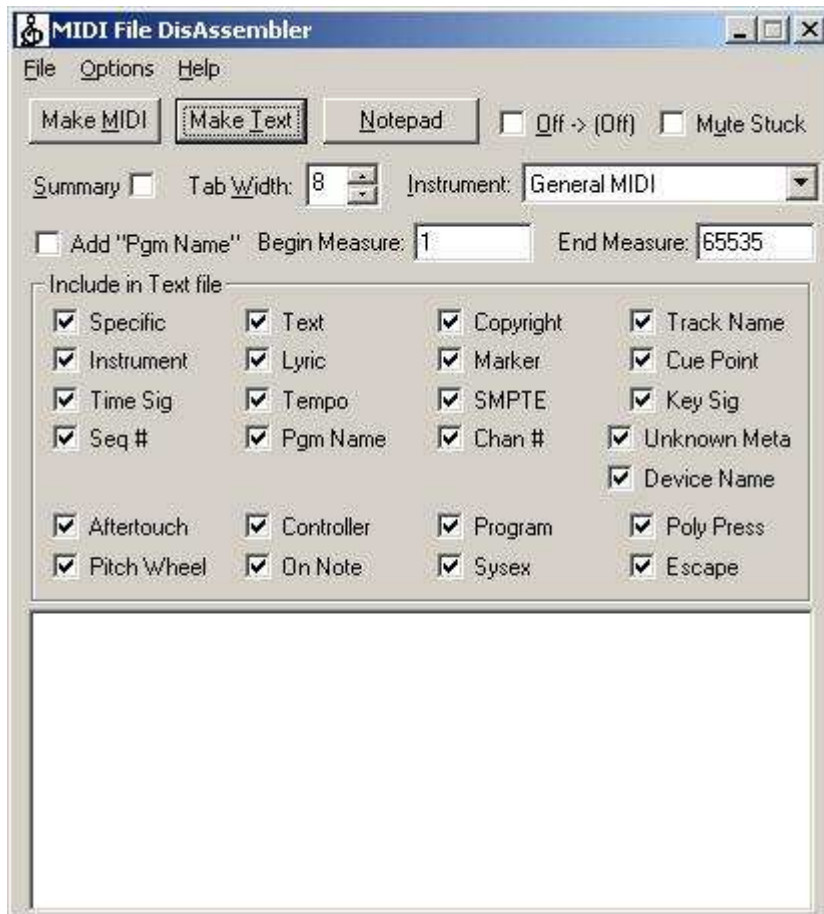 MIDI File DisAssembler
File Options Help
Make MIDI Make Text Notepad Off -> (Off) Mute Stuck
Summary Tab Width: 8 Instrument: General MIDI
Add "Pgm Name" Begin Measure: 1 End Measure: 65535
Include in Text file
Specific Text Copyright Track Name
Instrument Lyric Marker Cue Point
Time Sig Tempo SMPTE Key Sig
Seq # Pgm Name Chan # Unknown Meta
Device Name
Aftertouch Controller Program Poly Press
Pitch Wheel On Note Sysex Escape